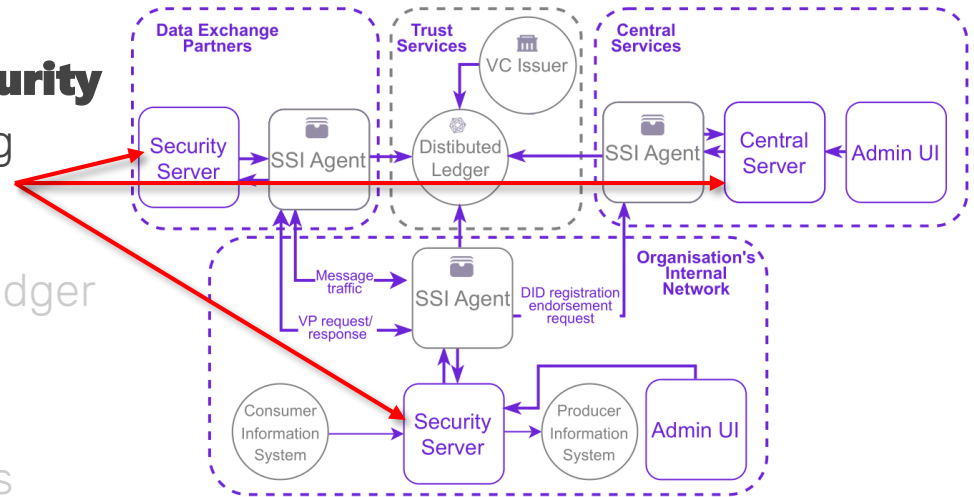 urity
g
dger
s
Data Exchange
Partners
Security
Server
SSI Agent
Trust
Services
VC Issuer
Distibuted
Ledger
Central
Services
SSI Agent
Central
Server
Admin UI
Organisation's
Internal
Network
Message
traffic
VP request/
response
SSI Agent
DID registration
endorsement
request
Consumer
Information
System
Security
Server
Producer
Information
System
Admin UI